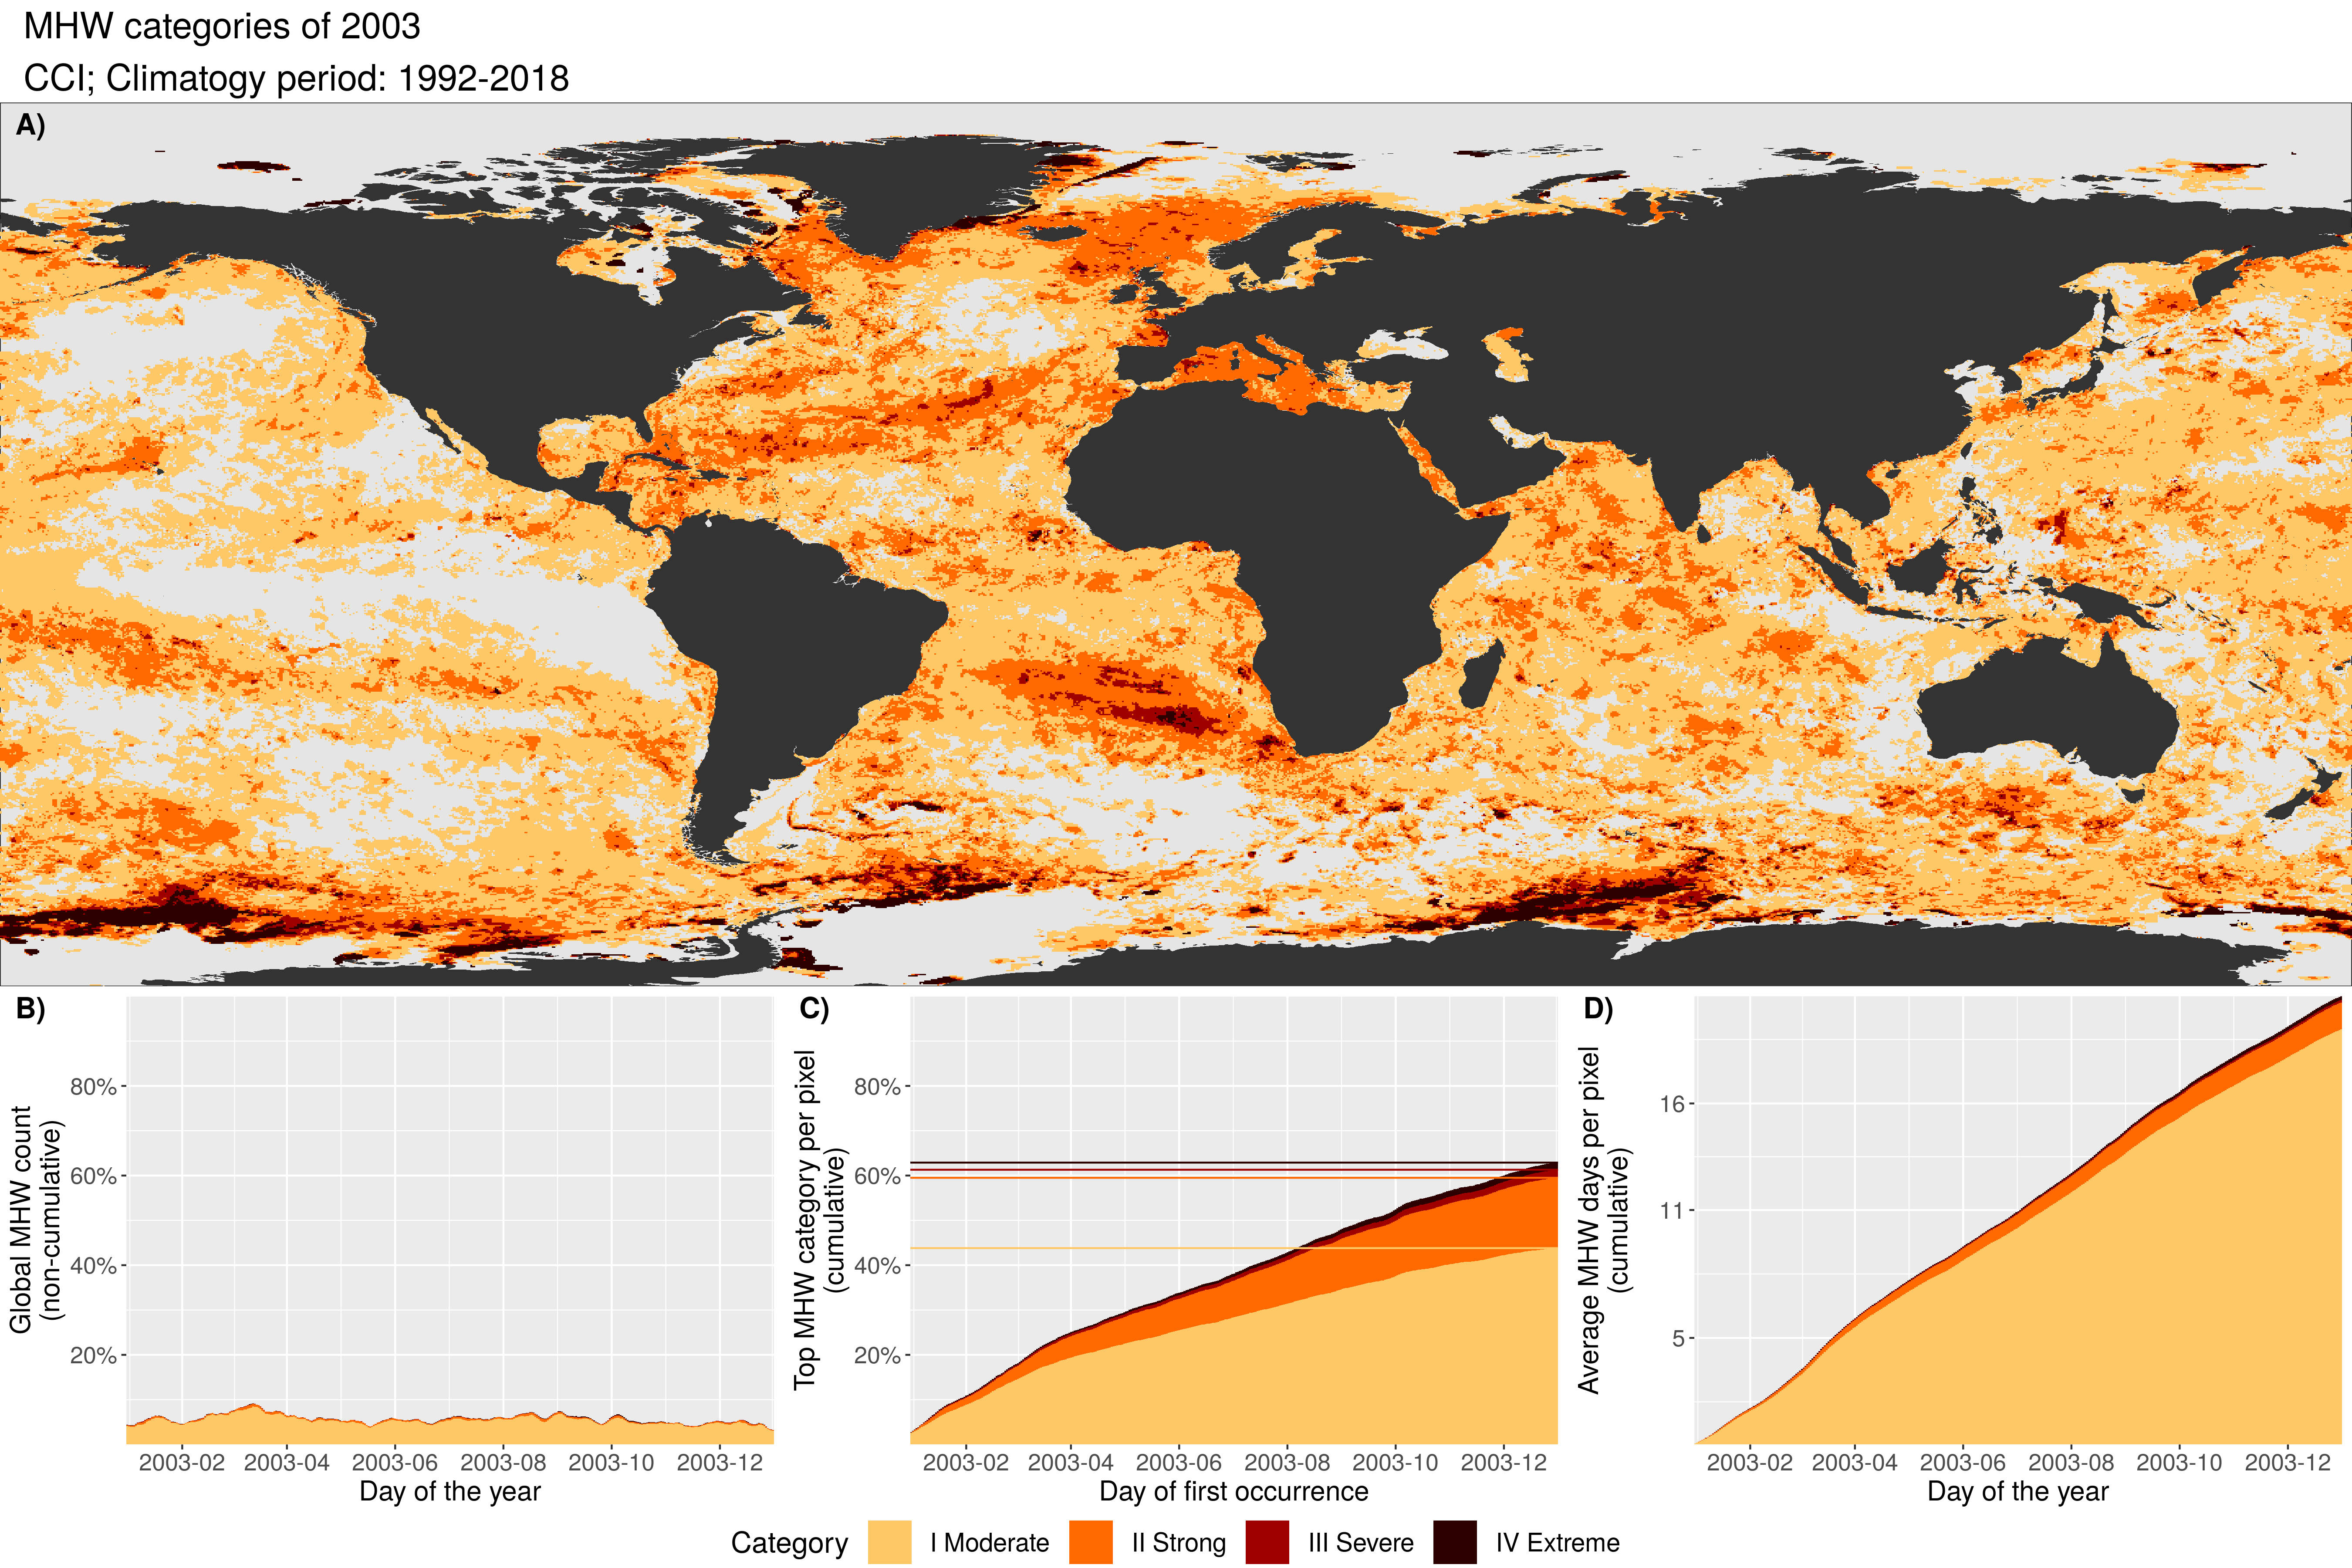 MHW categories of 2003
CCI; Climatogy period: 1992-2018
A)
B)
Global MHW count
(non-cumulative)
80%
60%
40%
20%
2003-02 2003-04 2003-06 2003-08 2003-10 2003-12
Day of the year
C)
Top MHW category per pixel
(cumulative)
80%
60%
40%
20%
2003-02 2003-04 2003-06 2003-08 2003-10 2003-12
Day of first occurrence
D)
Average MHW days per pixel
(cumulative)
16
11
5
2003-02 2003-04 2003-06 2003-08 2003-10 2003-12
Day of the year
Category I Moderate II Strong III Severe IV Extreme